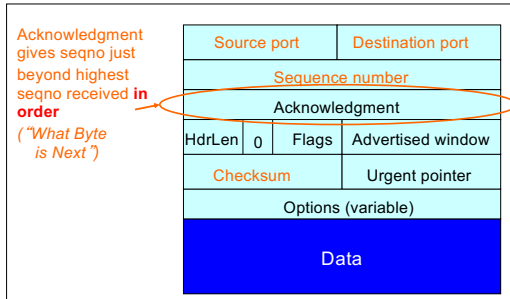 Acknowledgment
gives seqno just
beyond highest
seqno received in
order
(“What Byte
is Next”)
Source port
Destination port
Sequence number
Acknowledgment
HdrLen
0
Flags
Advertised window
Checksum
Urgent pointer
Options (variable)
Data